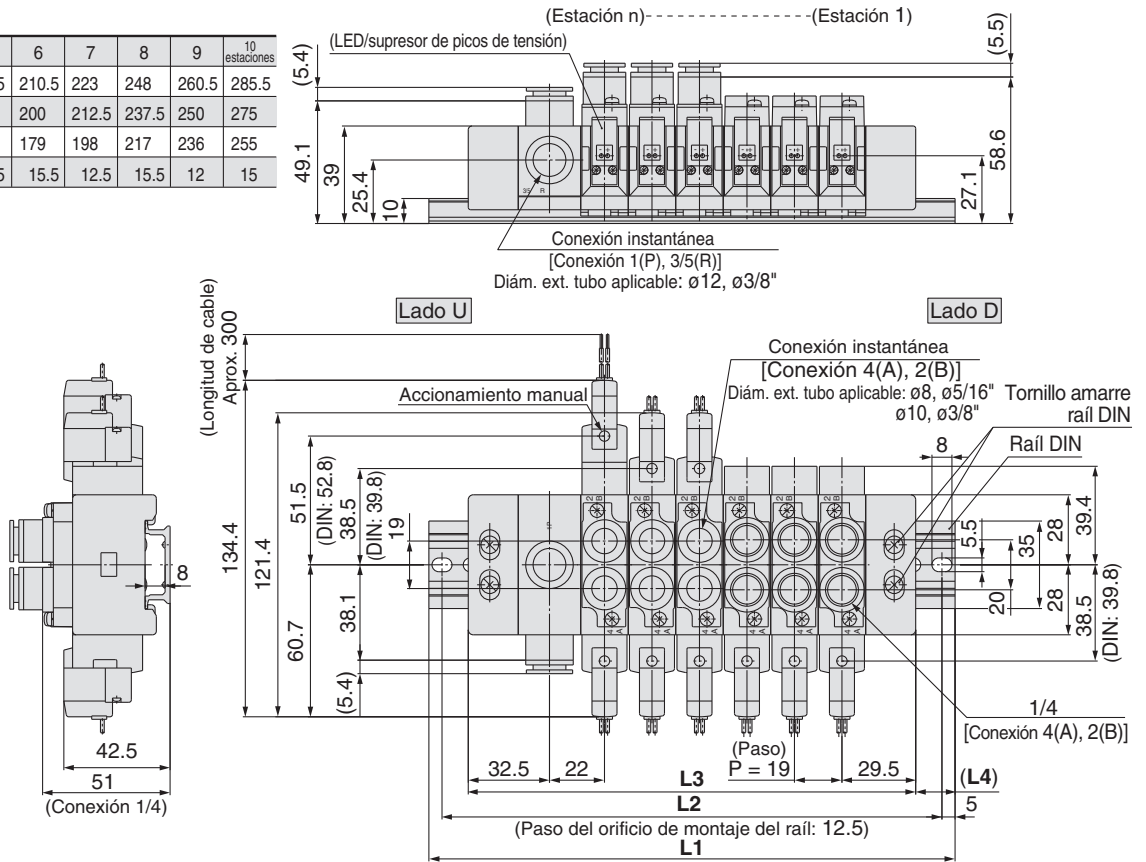 6 7 8 9 10 estaciones
5 210.5 223 248 260.5 285.5
200 212.5 237.5 250 275
179 198 217 236 255
5 15.5 12.5 15.5 12 15
(Estación n) (Estación 1)
(LED/supresor de picos de tensión)
(5.4)
(5.5)
49.1
39
25.4
10
35 R
27.1
58.6
Conexión instantánea
[Conexión 1(P), 3/5(R)]
Diám. ext. tubo aplicable: ø12, ø3/8"
Lado U
Lado D
(Longitud de cable)
Aprox. 300
Accionamiento manual
Conexión instantánea
[Conexión 4(A), 2(B)]
Diám. ext. tubo aplicable: ø8, ø5/16"
ø10, ø3/8"
Tornillo amarre
raíl DIN
Raíl DIN
8
134.4
121.4
51.5
(DIN: 52.8)
38.5
(DIN: 39.8)
19
60.7
38.1
(5.4)
5.5
35
28
39.4
20
28
38.5
(DIN: 39.8)
8
42.5
51
(Conexión 1/4)
1/4
[Conexión 4(A), 2(B)]
32.5
22
(Paso)
P = 19
29.5
L3
(L4)
L2
5
(Paso del orificio de montaje del raíl: 12.5)
L1